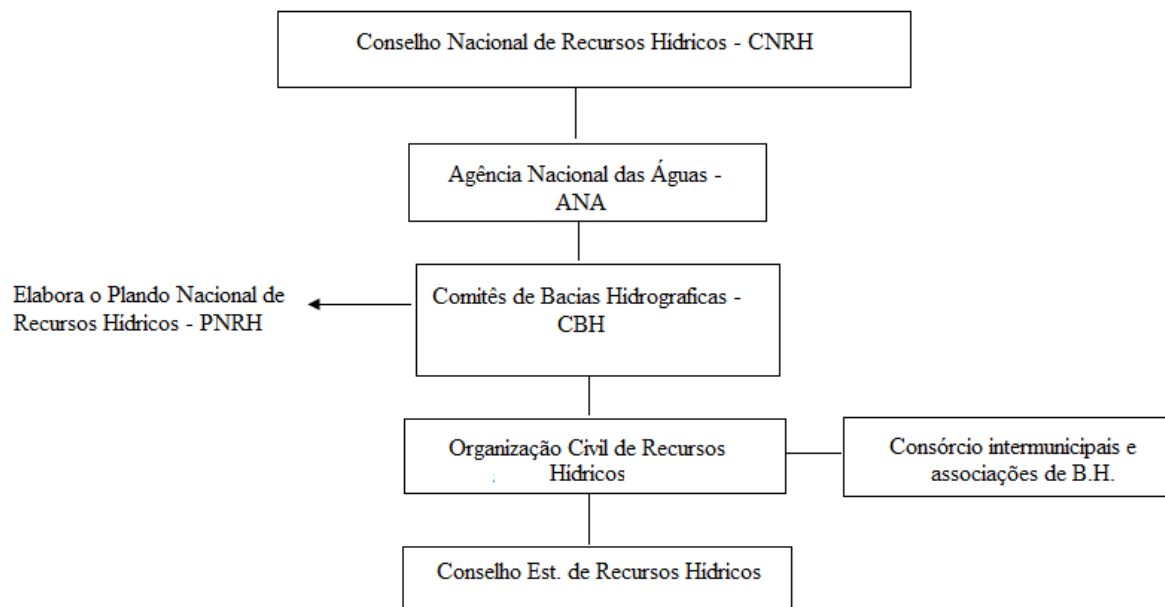 Conselho Nacional de Recursos Hídricos - CNRH
Agência Nacional das Águas -
ANA
Elabora o Plando Nacional de
Recursos Hídricos - PNRH
Comitês de Bacias Hidrograficas -
CBH
Organização Civil de Recursos
Hídricos
Consórcio intermunicipais e
associações de B.H.
Conselho Est. de Recursos Hídricos